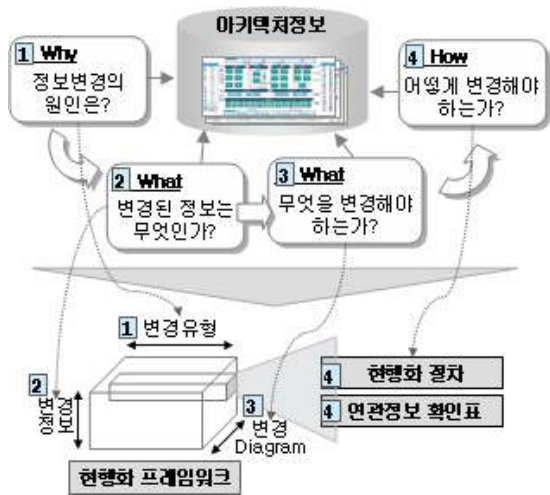 아키텍처정보
1 Why
정보변경의
원인은?
4 How
어떻게 변경해야
하는가?
2 What
변경된 정보는
무엇인가?
3 What
무엇을 변경해야
하는가?
1 변경유형
2
변경
정보
3
변경
Diagram
4 현행화 절차
4 연관정보 확인표
현행화 프레임워크